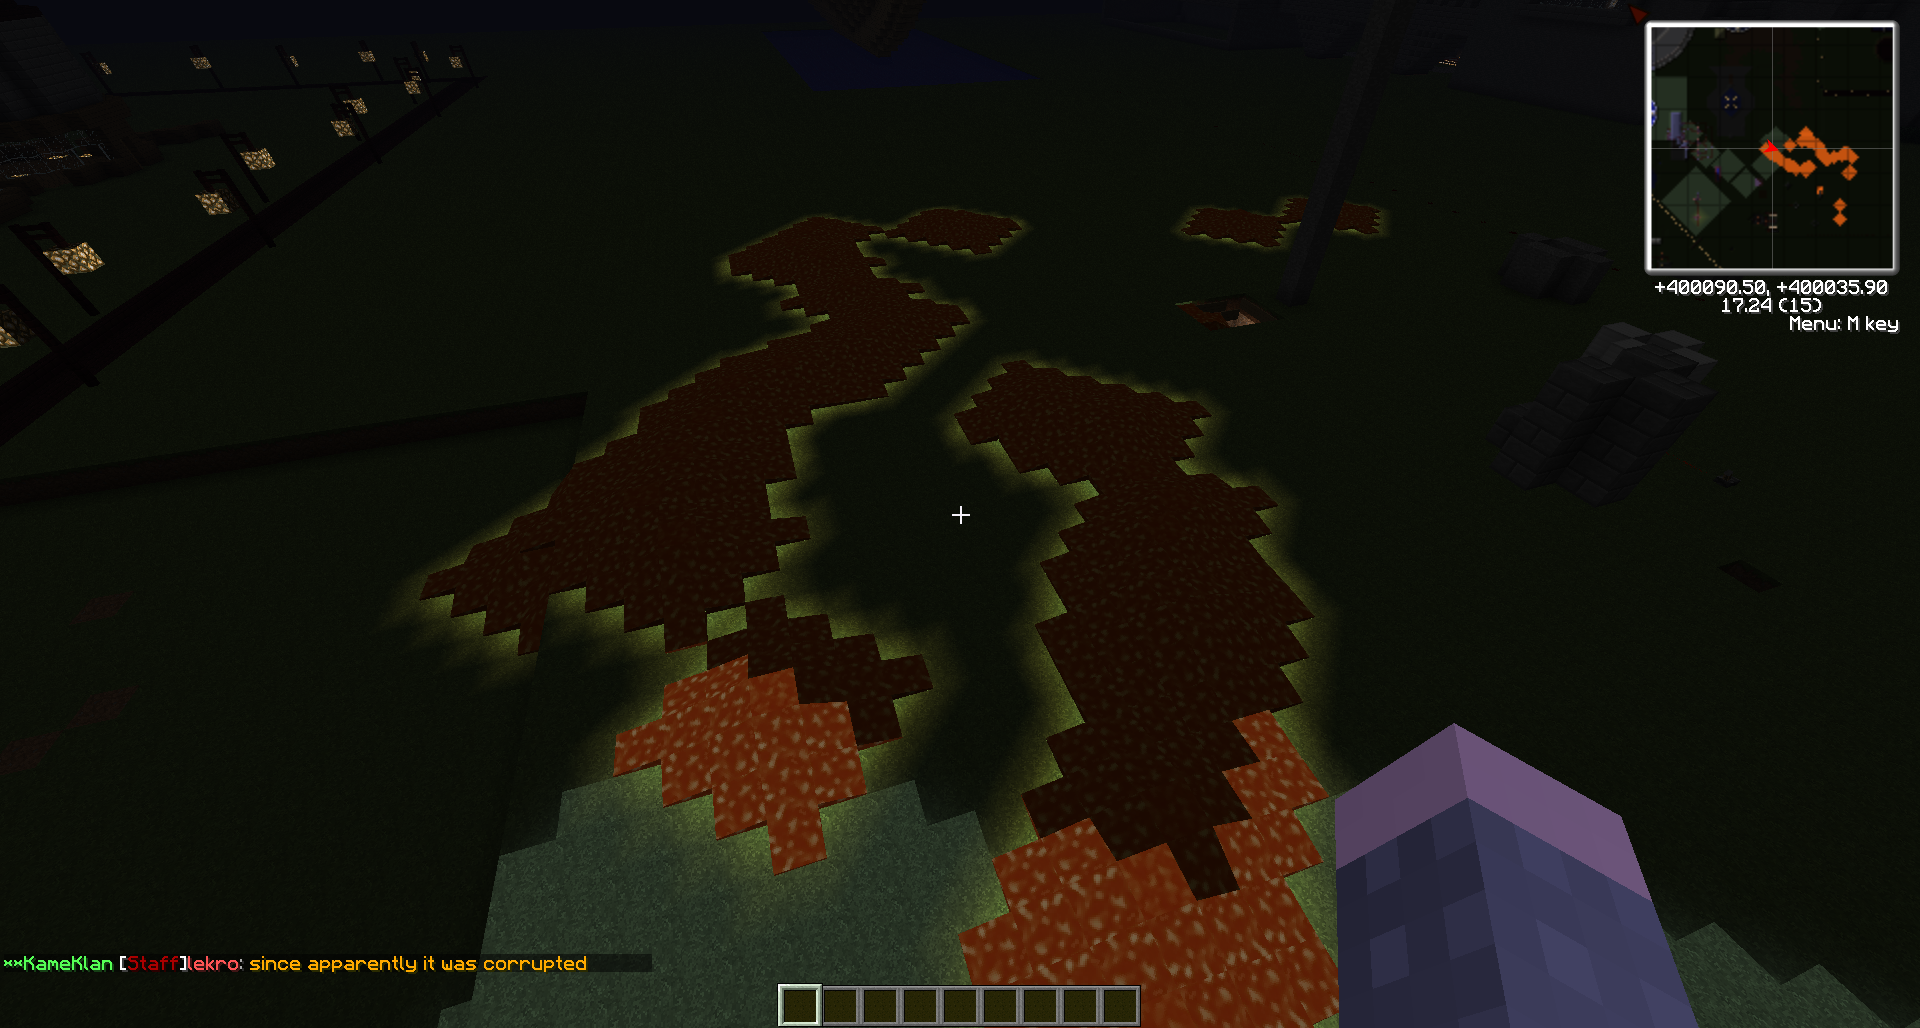 +400090.50, +400035.90
17.24 (15)
Menu: M key
**KameKlan [Staff]lekro: since apparently it was corrupted